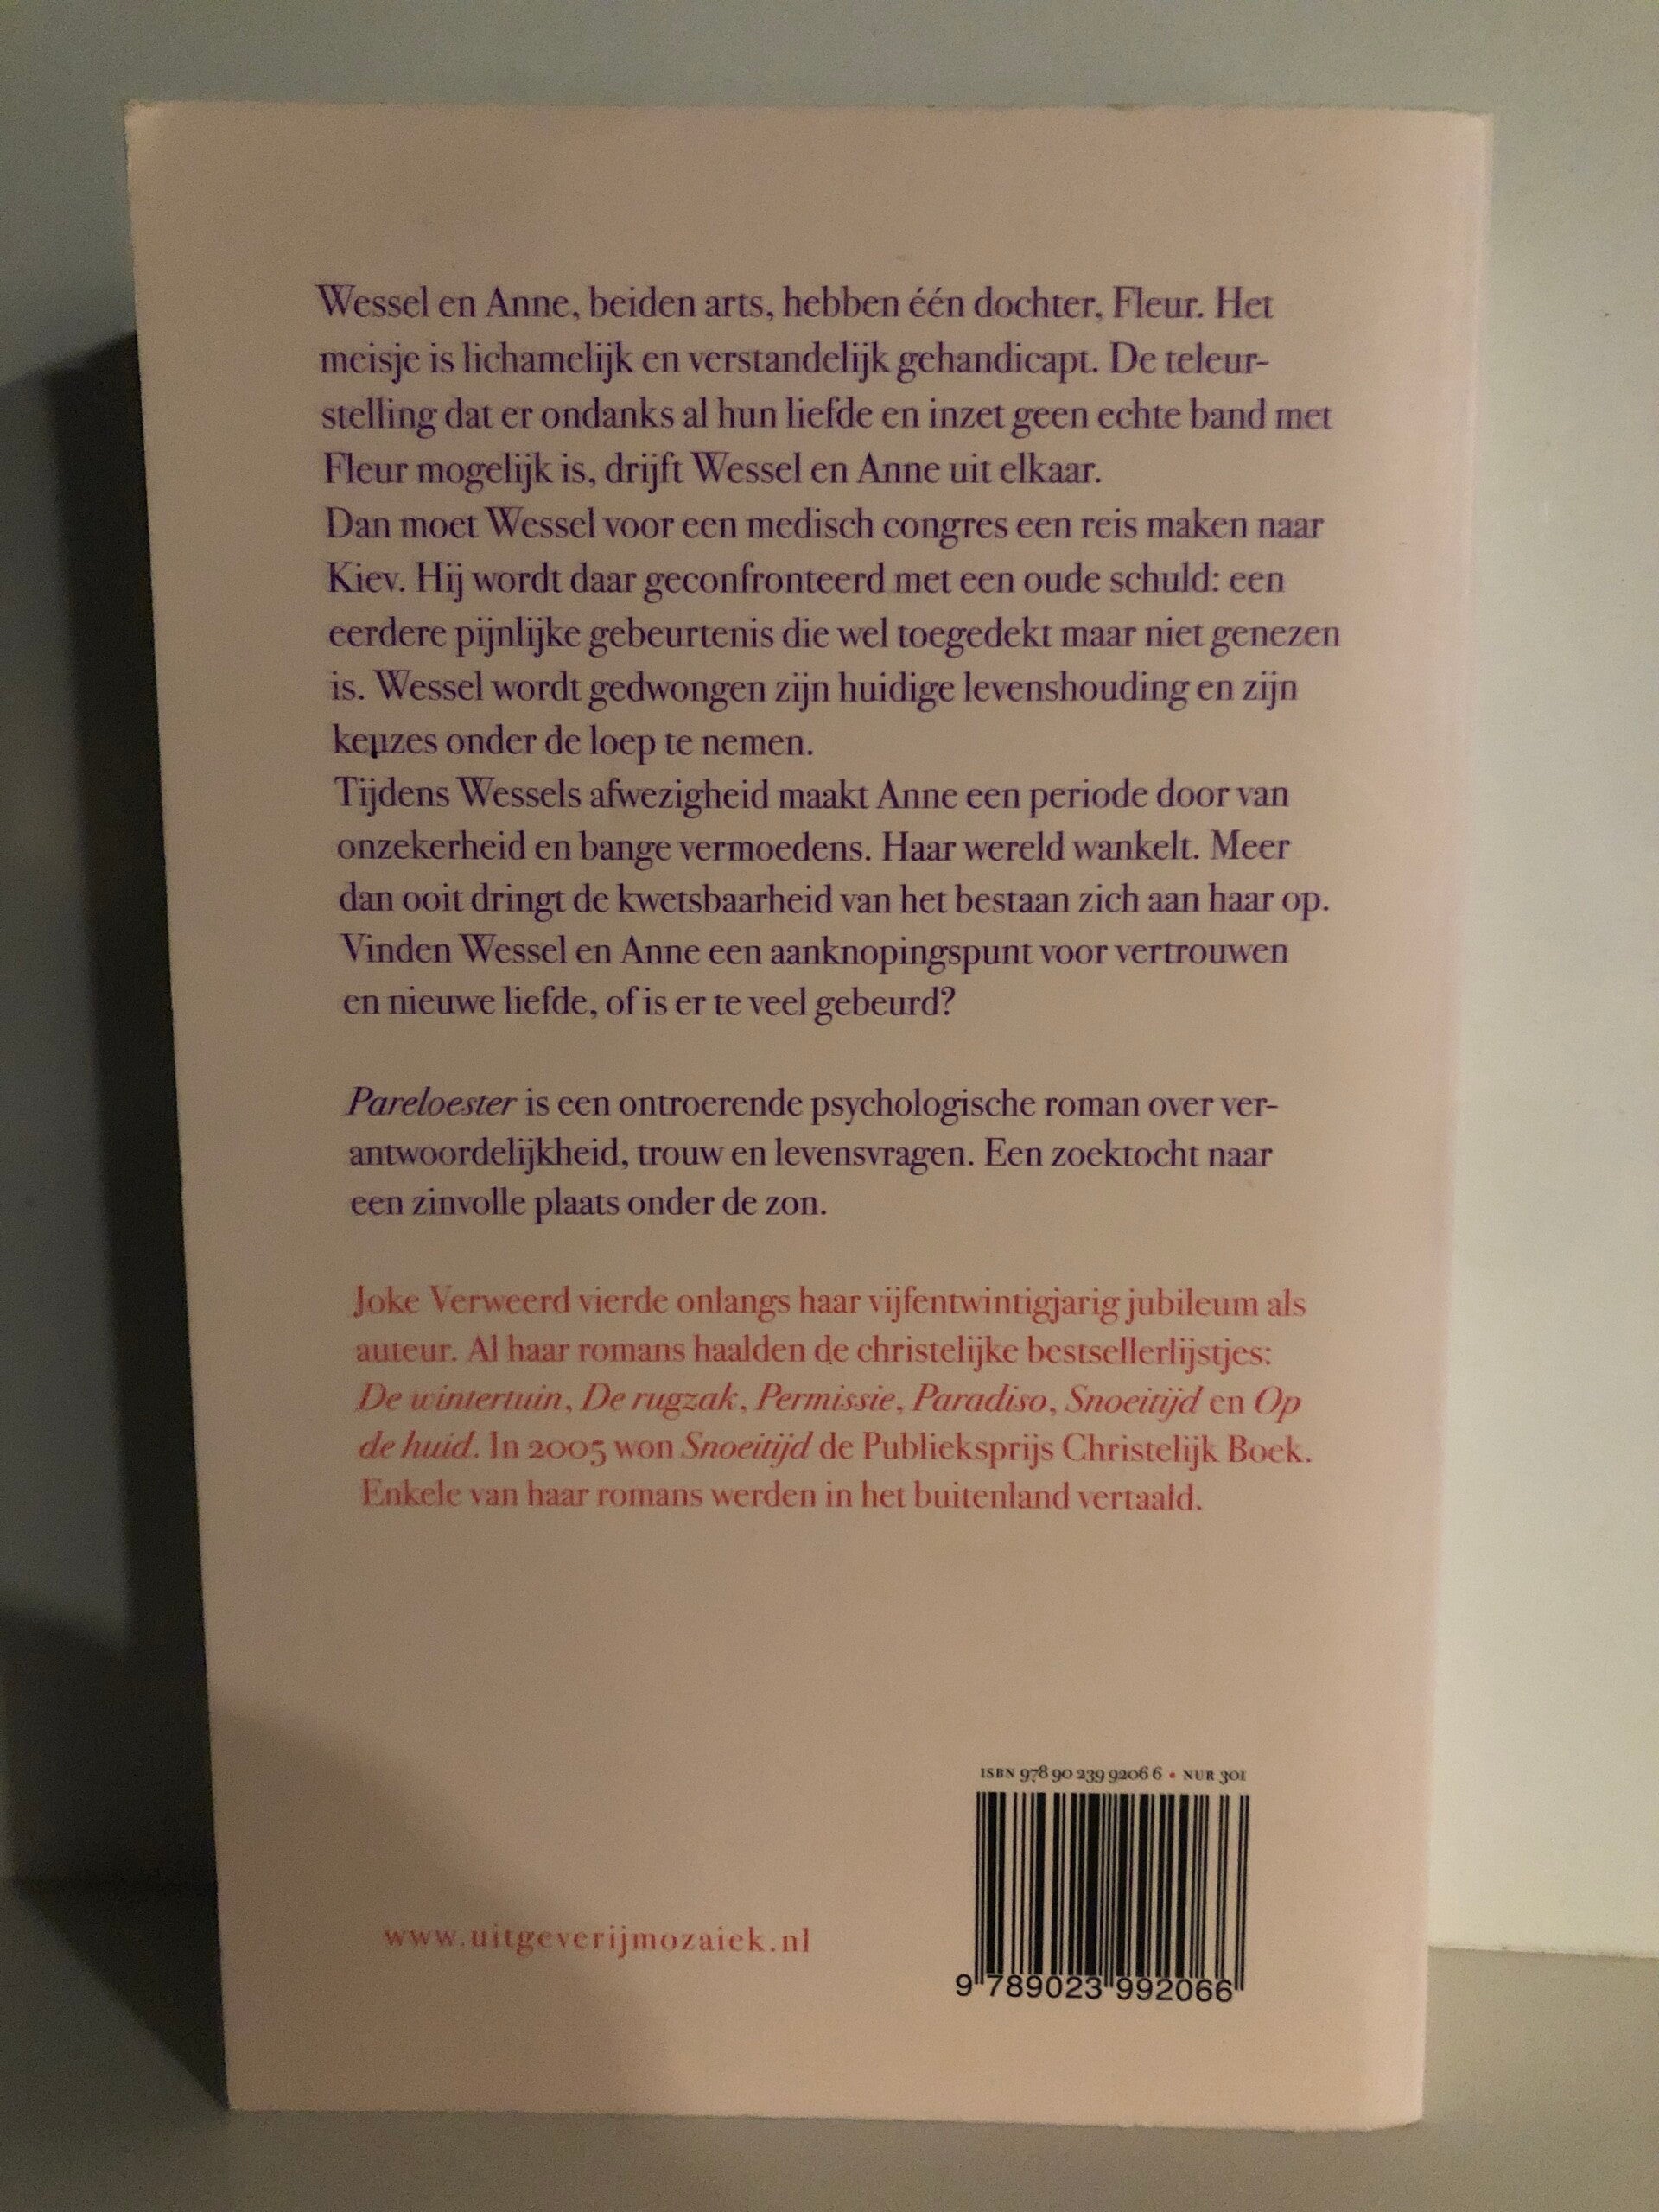 Wessel en Anne, beiden arts, hebben één dochter, Fleur. Het
meisje is lichamelijk en verstandelijk gehandicapt. De teleur-
stelling dat er ondanks al hun liefde en inzet geen echte band met
Fleur mogelijk is, drijft Wessel en Anne uit elkaar.
Dan moet Wessel voor een medisch congres een reis maken naar
Kiev. Hij wordt daar geconfronteerd met een oude schuld: een
eerdere pijnlijke gebeurtenis die wel toegedekt maar niet genezen
is. Wessel wordt gedwongen zijn huidige levenshouding en zijn
keuzes onder de loep te nemen.
Tijdens Wessels afwezigheid maakt Anne een periode door van
onzekerheid en bange vermoedens. Haar wereld wankelt. Meer
dan ooit dringt de kwetsbaarheid van het bestaan zich aan haar op.
Vinden Wessel en Anne een aanknopingspunt voor vertrouwen
en nieuwe liefde, of is er te veel gebeurd?
Pareloester is een ontroerende psychologische roman over ver-
antwoordelijkheid, trouw en levensvragen. Een zoektocht naar
een zinvolle plaats onder de zon.
Joke Verweerd vierde onlangs haar vijfentwintigjarig jubileum als
auteur. Al haar romans haalden de christelijke bestsellerlijstjes:
De wintertuin, De rugzak, Permissie, Paradiso, Snoeitijd en Op
de huid. In 2005 won Snoeitijd de Publieksprijs Christelijk Boek.
Enkele van haar romans werden in het buitenland vertaald.
ISBN 978 90 239 9206 6 • NUR 301
www.uitgeverijmozaiek.nl
9 789023 992066